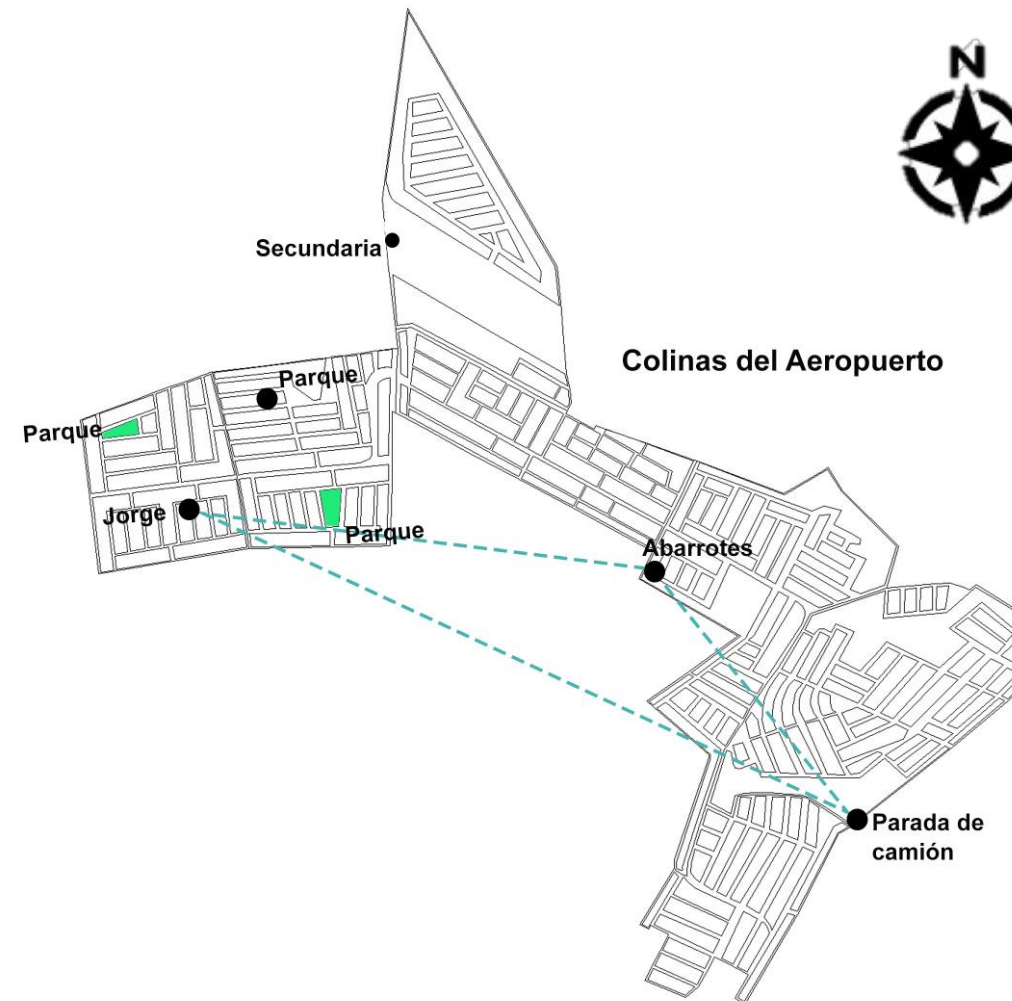 N
Secundaria
Colinas del Aeropuerto
Parque
Parque
Jorge
Parque
Abarrotes
Parada de
camión